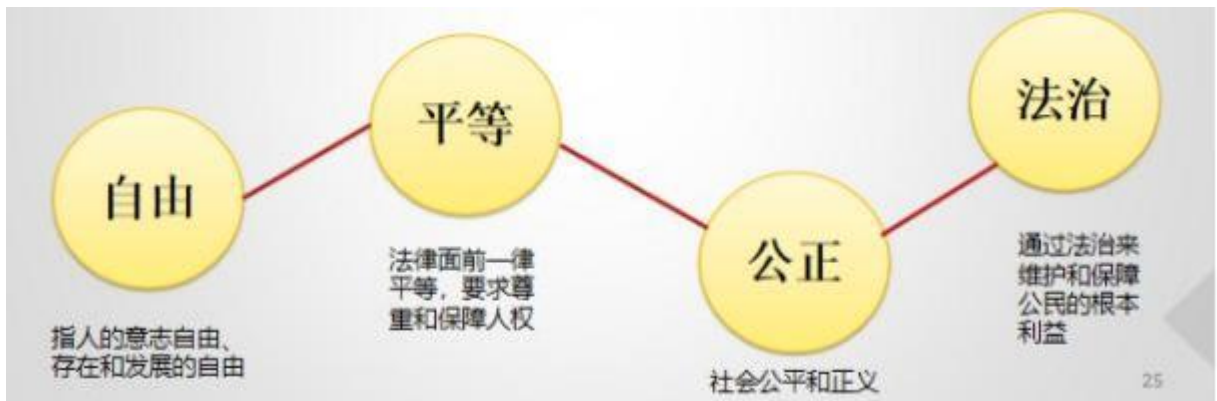 自由
指人的意志自由、
存在和发展的自由
平等
法律面前一律
平等，要求尊
重和保障人权
公正
社会公平和正义
法治
通过法治来
维护和保障
公民的根本
利益
25